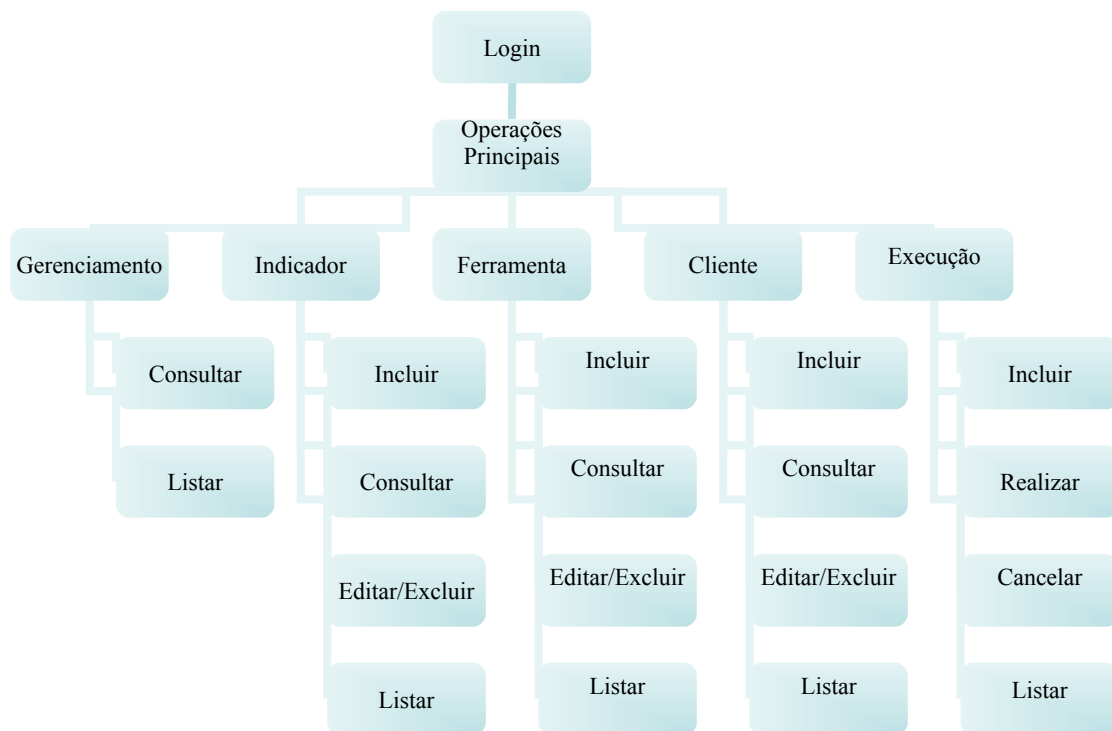 Login
Operações
Principais
Gerenciamento
Indicador
Ferramenta
Cliente
Execução
Consultar
Listar
Incluir
Consultar
Editar/Excluir
Listar
Incluir
Consultar
Editar/Excluir
Listar
Incluir
Consultar
Editar/Excluir
Listar
Incluir
Realizar
Cancelar
Listar